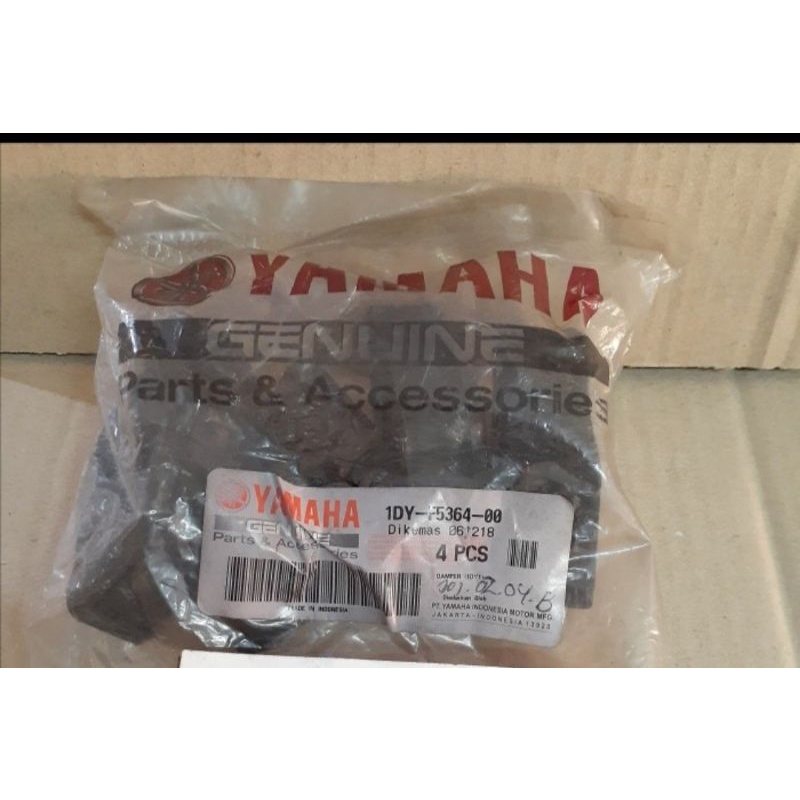 YAMAHA
GENUINE
Parts & Accessories
YAMAHA
GENUINE
Parts & Accessories
1DY-F5364-00
Dikemas
4 PCS
DAMPER
MADE IN INDONESIA
PT. YAMAHA INDONESIA MOTOR MFG
JAKARTA - INDONESIA 13920